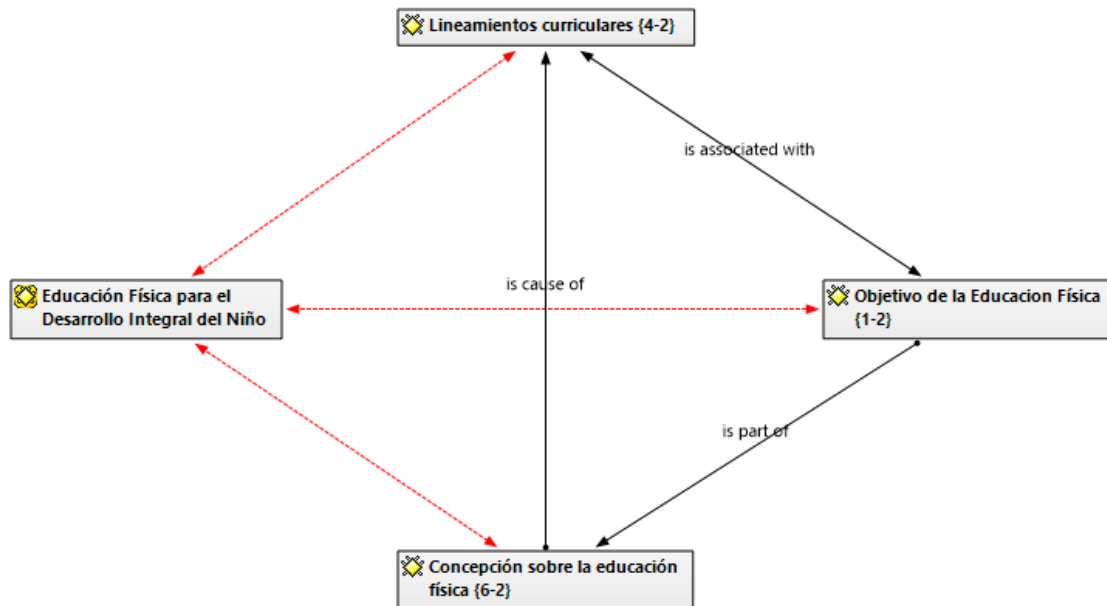 Lineamientos curriculares {4-2}
is associated with
is cause of
Educación Física para el
Desarrollo Integral del Niño
Objetivo de la Educacion Física
{1-2}
is part of
Concepción sobre la educación
física {6-2}